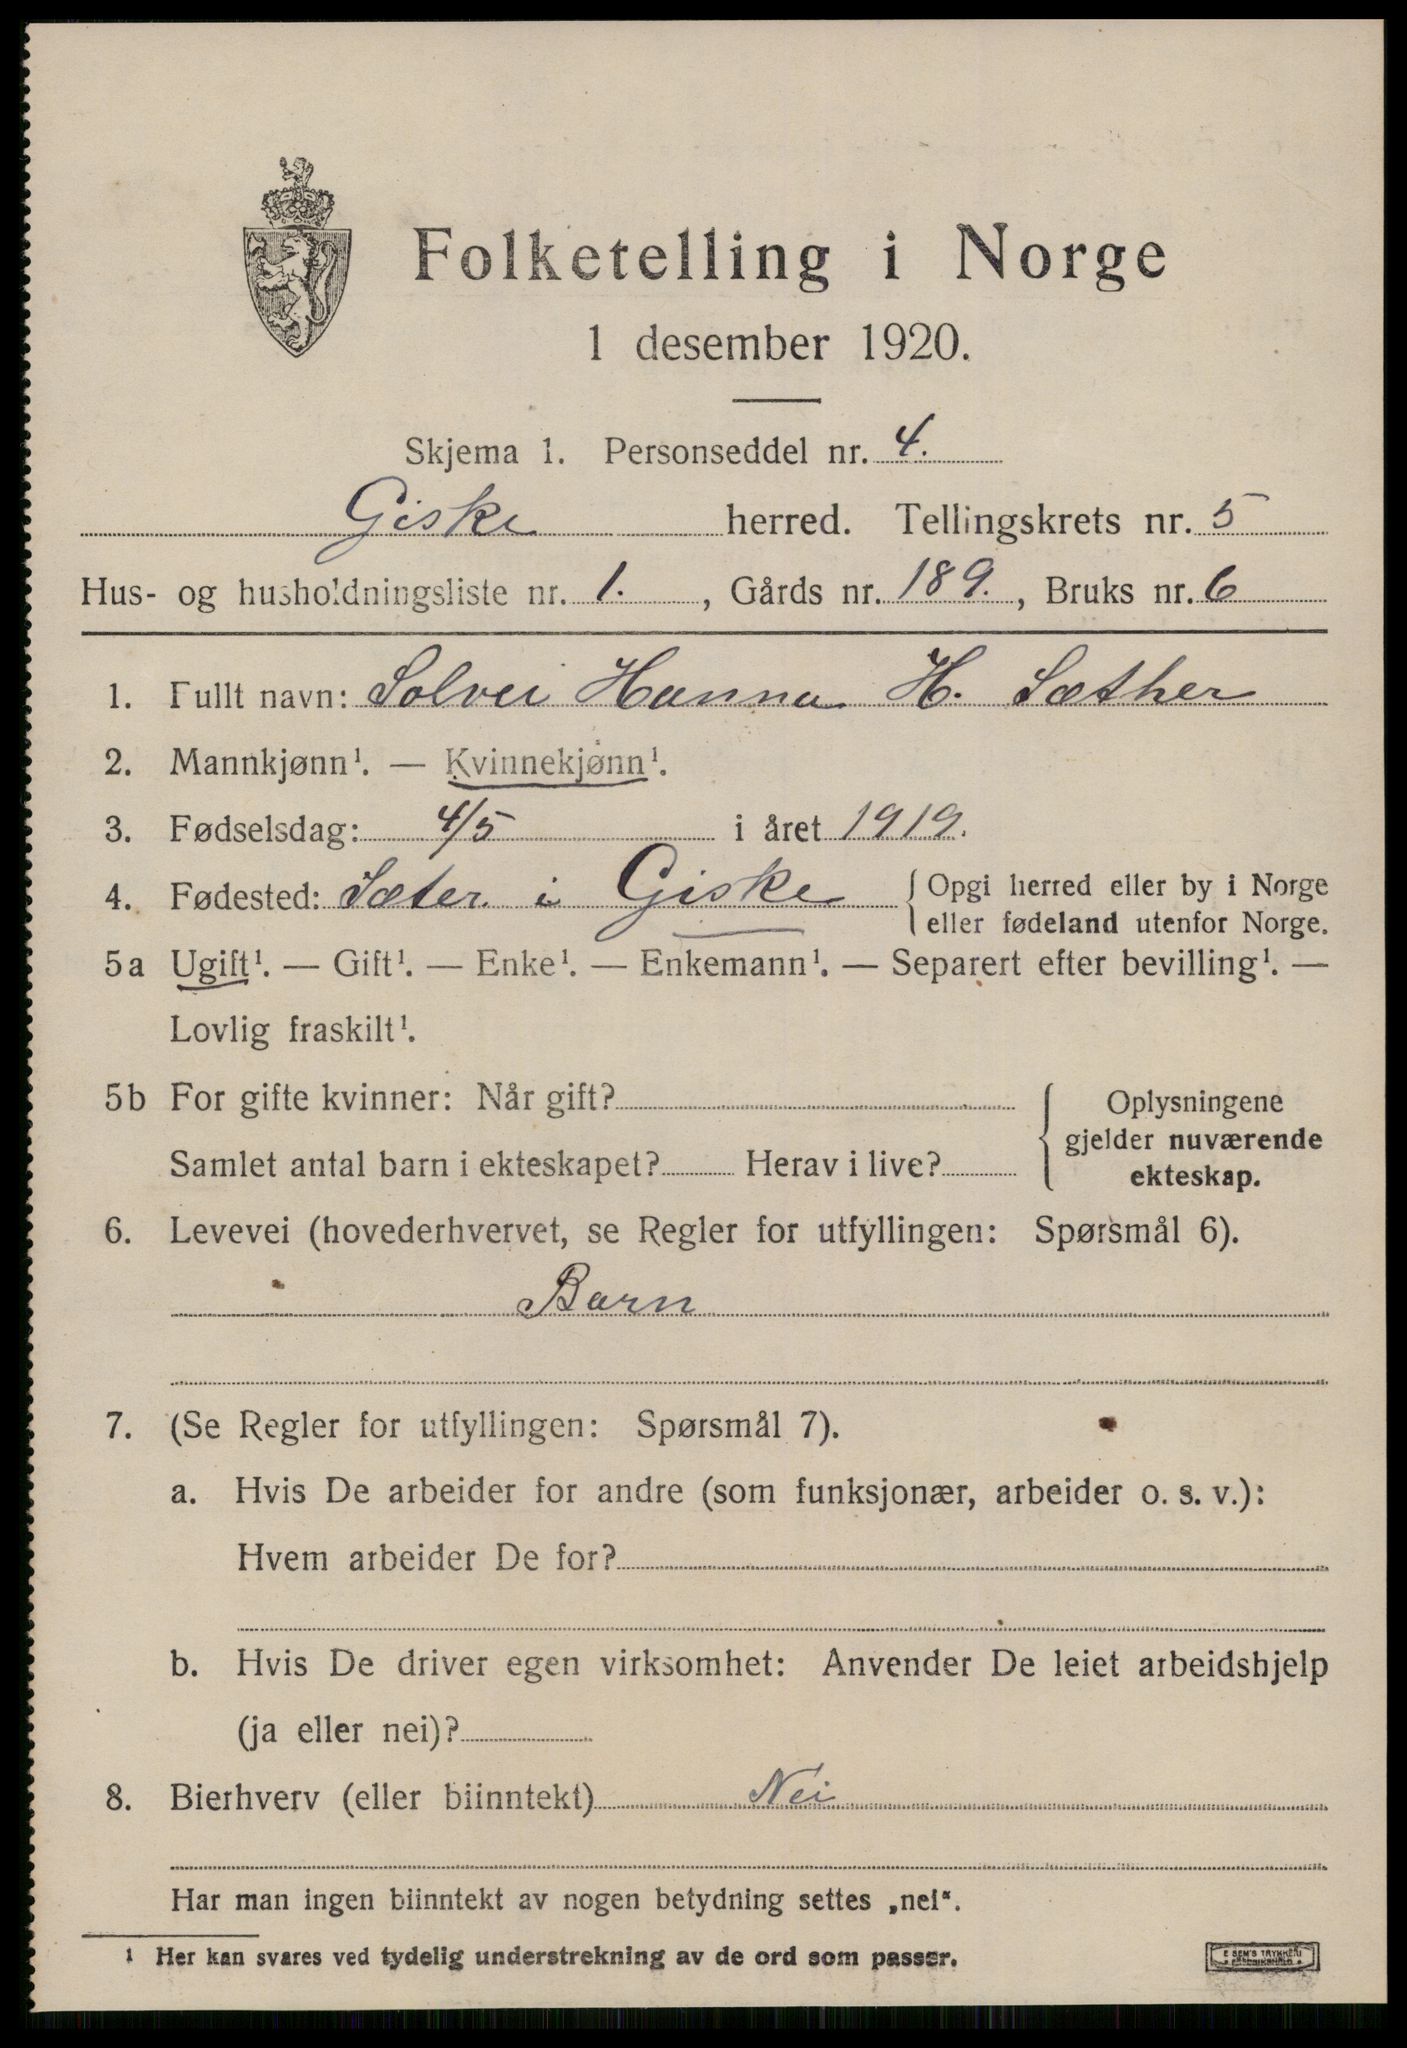 Folketelling i Norge
1 desember 1920.
Skjema 1. Personseddel nr. 4.
Giske herred. Tellingskrets nr. 5
Hus- og husholdningsliste nr. 1. , Gårds nr. 189. , Bruks nr. 6
1. Fullt navn: Solvei Hanna H. Sæther
2. Mannkjønn¹. — Kvinnekjønn¹.
3. Fødselsdag: 4/5 i året 1919.
4. Fødested: Sæter i Giske { Opgi herred eller by i Norge
eller fødeland utenfor Norge.
5a Ugift¹. — Gift¹. — Enke¹. — Enkemann¹. — Separert efter bevilling¹. —
Lovlig fraskilt¹.
5b For gifte kvinner: Når gift?
Samlet antal barn i ekteskapet? Herav i live?
Oplysningene
gjelder nuværende
ekteskap.
6. Levevei (hovederhvervet, se Regler for utfyllingen: Spørsmål 6).
Barn
7. (Se Regler for utfyllingen: Spørsmål 7).
a. Hvis De arbeider for andre (som funksjonær, arbeider o. s. v.):
Hvem arbeider De for?
b. Hvis De driver egen virksomhet: Anvender De leiet arbeidshjelp
(ja eller nei)?
8. Bierhverv (eller biinntekt) Nei
Har man ingen biinntekt av nogen betydning settes „nei“.
¹ Her kan svares ved tydelig understrekning av de ord som passer.
E SEM'S TRYKKERI
FREDRIKSHALD